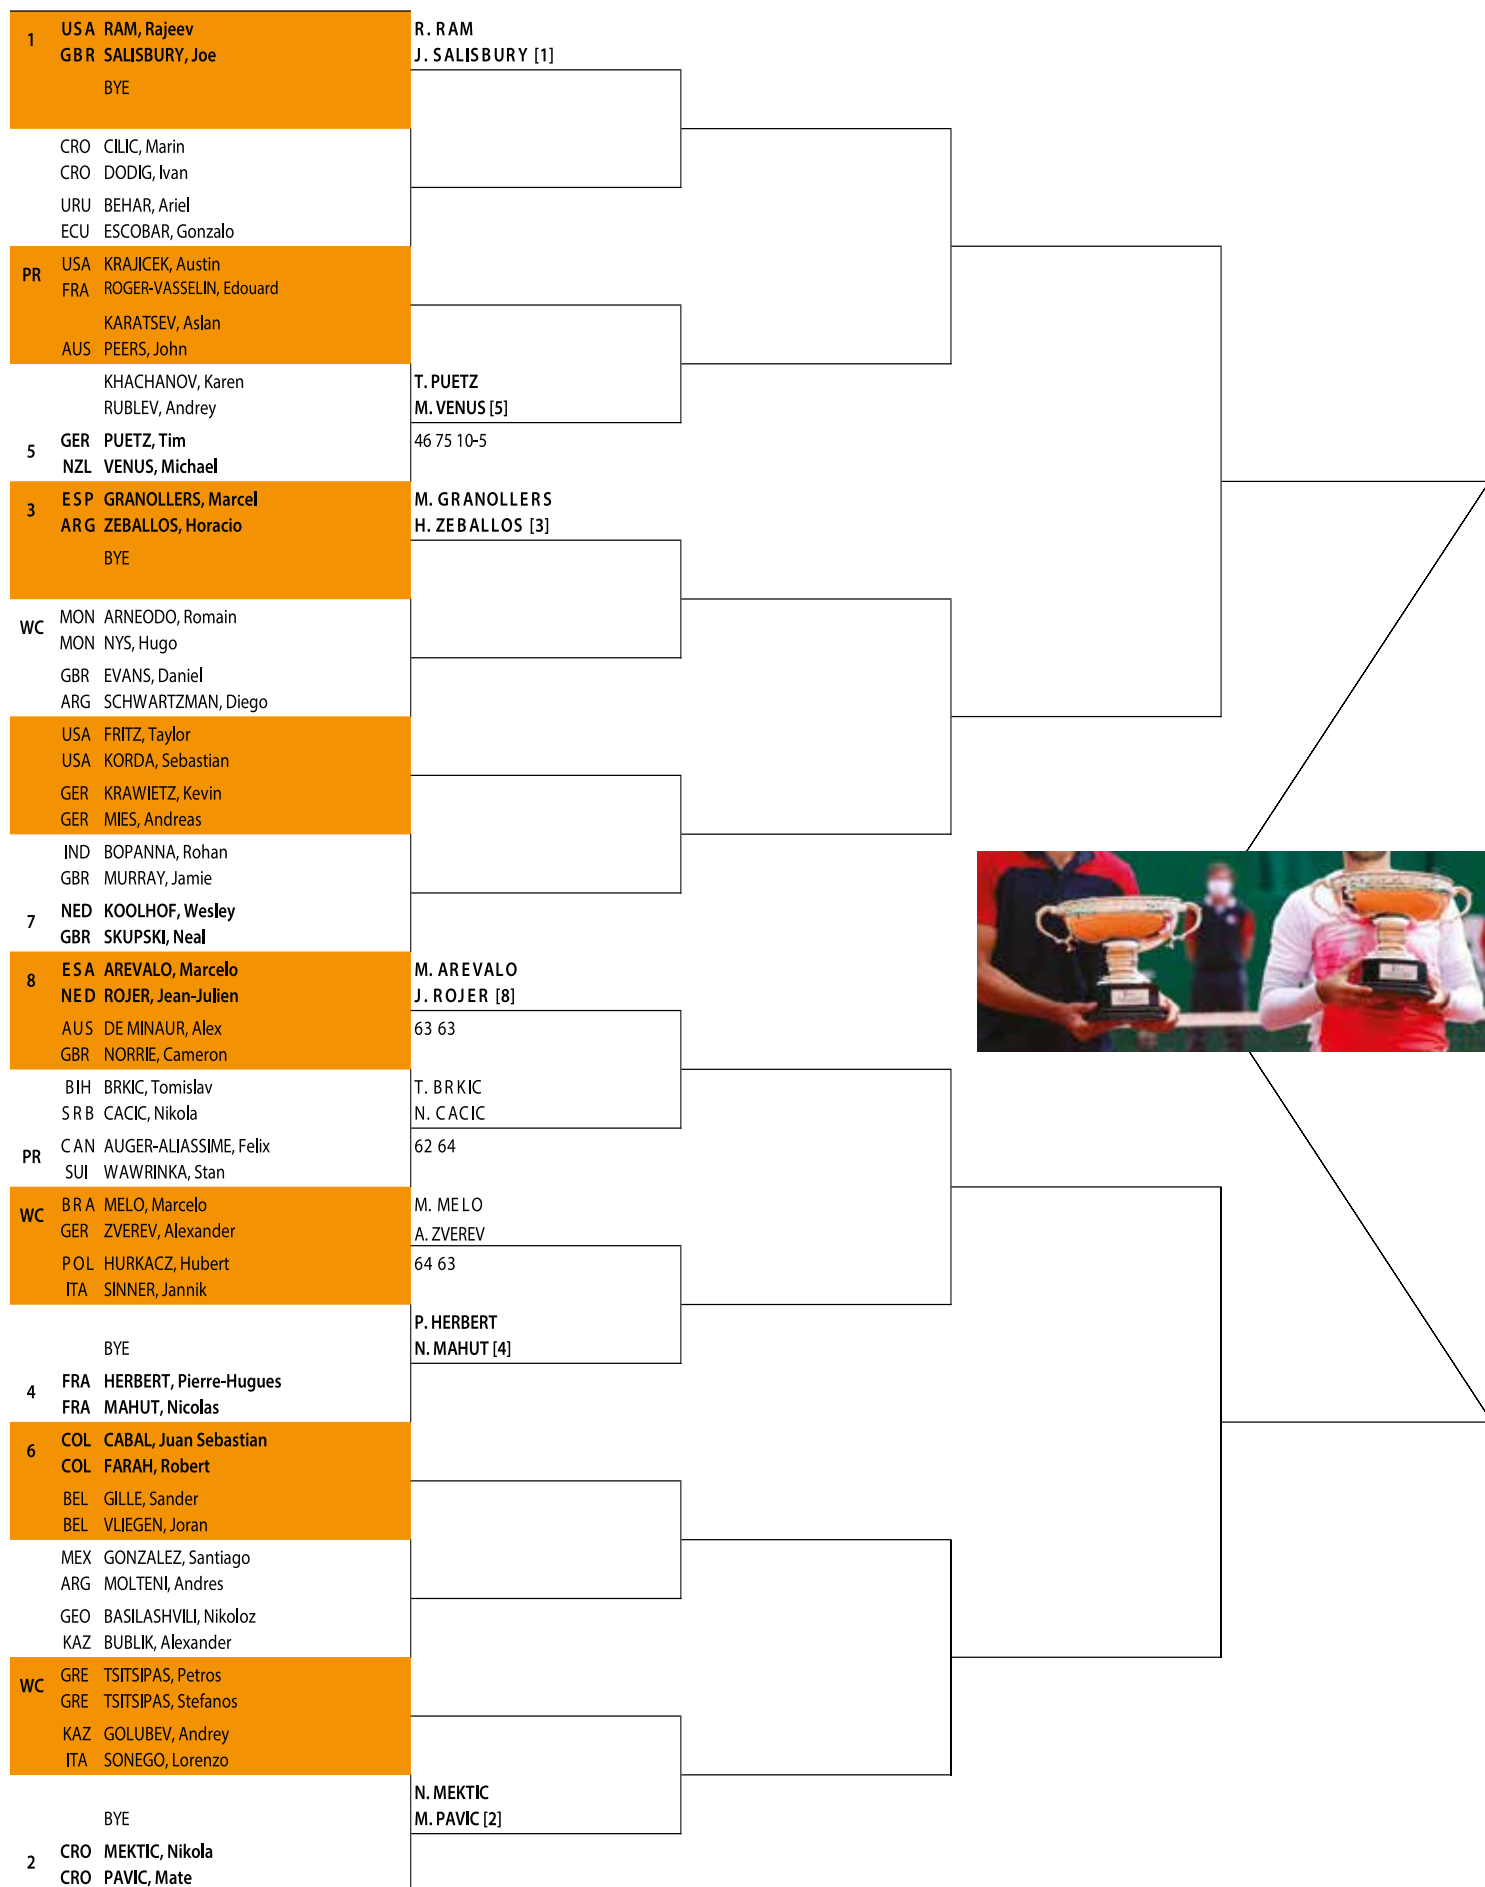 1
USA RAM, Rajeev
GBR SALISBURY, Joe
BYE
R. RAM
J. SALISBURY [1]
CRO CILIC, Marin
CRO DODIG, Ivan
URU BEHAR, Ariel
ECU ESCOBAR, Gonzalo
PR
USA KRAJICEK, Austin
FRA ROGER-VASSELIN, Edouard
KARATSEV, Aslan
AUS PEERS, John
KHACHANOV, Karen
RUBLEV, Andrey
T. PUETZ
M. VENUS [5]
5
GER PUETZ, Tim
NZL VENUS, Michael
46 75 10-5
3
ESP GRANOLLERS, Marcel
ARG ZEBALLOS, Horacio
BYE
M. GRANOLLERS
H. ZEBALLOS [3]
WC
MON ARNEODO, Romain
MON NYS, Hugo
GBR EVANS, Daniel
ARG SCHWARTZMAN, Diego
USA FRITZ, Taylor
USA KORDA, Sebastian
GER KRAWIETZ, Kevin
GER MIES, Andreas
IND BOPANNA, Rohan
GBR MURRAY, Jamie
7
NED KOOLHOF, Wesley
GBR SKUPSKI, Neal
8
ESA AREVALO, Marcelo
NED ROJER, Jean-Julien
M. AREVALO
J. ROJER [8]
AUS DE MINAUR, Alex
GBR NORRIE, Cameron
63 63
BIH BRKIC, Tomislav
SRB CACIC, Nikola
T. BRKIC
N. CACIC
PR
CAN AUGER-ALIASSIME, Felix
SUI WAWRINKA, Stan
62 64
WC
BRA MELO, Marcelo
GER ZVEREV, Alexander
M. MELO
A. ZVEREV
POL HURKACZ, Hubert
ITA SINNER, Jannik
64 63
BYE
P. HERBERT
N. MAHUT [4]
4
FRA HERBERT, Pierre-Hugues
FRA MAHUT, Nicolas
6
COL CABAL, Juan Sebastian
COL FARAH, Robert
BEL GILLE, Sander
BEL VLIEGEN, Joran
MEX GONZALEZ, Santiago
ARG MOLTENI, Andres
GEO BASILASHVILI, Nikoloz
KAZ BUBLIK, Alexander
WC
GRE TSITSIPAS, Petros
GRE TSITSIPAS, Stefanos
KAZ GOLUBEV, Andrey
ITA SONEGO, Lorenzo
BYE
N. MEKTIC
M. PAVIC [2]
2
CRO MEKTIC, Nikola
CRO PAVIC, Mate